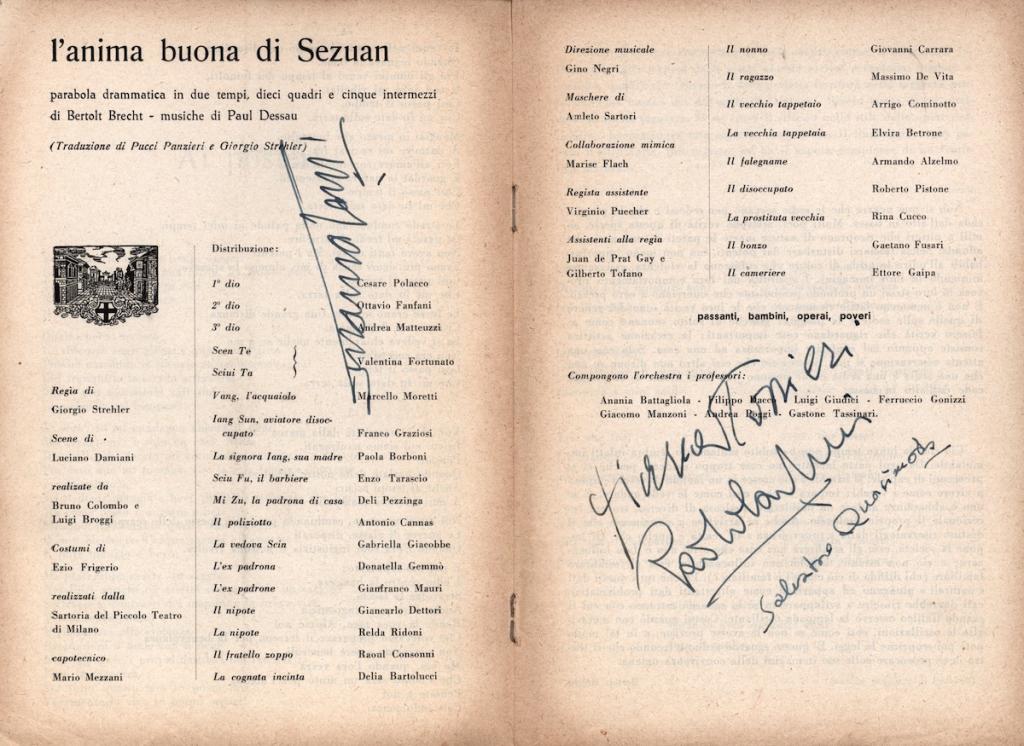 l'anima buona di Sezuan
parabola drammatica in due tempi, dieci quadri e cinque intermezzi
di Bertolt Brecht - musiche di Paul Dessau
(Traduzione di Pucci Panzieri e Giorgio Strehler)
Regia di
Giorgio Strehler
Scene di
Luciano Damiani
realizzate da
Bruno Colombo e
Luigi Broggi
Costumi di
Ezio Frigerio
realizzati dalla
Sartoria del Piccolo Teatro
di Milano
capotecnico
Mario Mezzani
Distribuzione:
1° dio Cesare Polacco
2° dio Ottavio Fanfani
3° dio Andrea Matteuzzi
Scen Te
Sciui Ta
Valentina Fortunato
Vang, l'acquaiolo Marcello Moretti
Iang Sun, aviatore disoc-
cupato Franco Graziosi
La signora Iang, sua madre Paola Borboni
Sciu Fu, il barbiere Enzo Tarascio
Mi Zu, la padrona di casa Deli Pezzinga
Il poliziotto Antonio Cannas
La vedova Scin Gabriella Giacobbe
L'ex padrona Donatella Gemmò
L'ex padrone Gianfranco Mauri
Il nipote Giancarlo Dettori
La nipote Relda Ridoni
Il fratello zoppo Raoul Consonni
La cognata incinta Delia Bartolucci
Direzione musicale
Gino Negri
Maschere di
Amleto Sartori
Collaborazione mimica
Marise Flach
Regista assistente
Virginio Puecher
Assistenti alla regia
Juan de Prat Gay e
Gilberto Tofano
Il nonno Giovanni Carrara
Il ragazzo Massimo De Vita
Il vecchio tappetaio Arrigo Cominotto
La vecchia tappetaia Elvira Betrone
Il falegname Armando Alzelmo
Il disoccupato Roberto Pistone
La prostituta vecchia Rina Cucco
Il bonzo Gaetano Fusari
Il cameriere Ettore Gaipa
passanti, bambini, operai, poveri
Compongono l'orchestra i professori:
Anania Battagliola - Filippo Dacco - Luigi Giudici - Ferruccio Gonizzi
Giacomo Manzoni - Andrea Poggi - Gastone Tassinari.
Salvatore Quasimodo